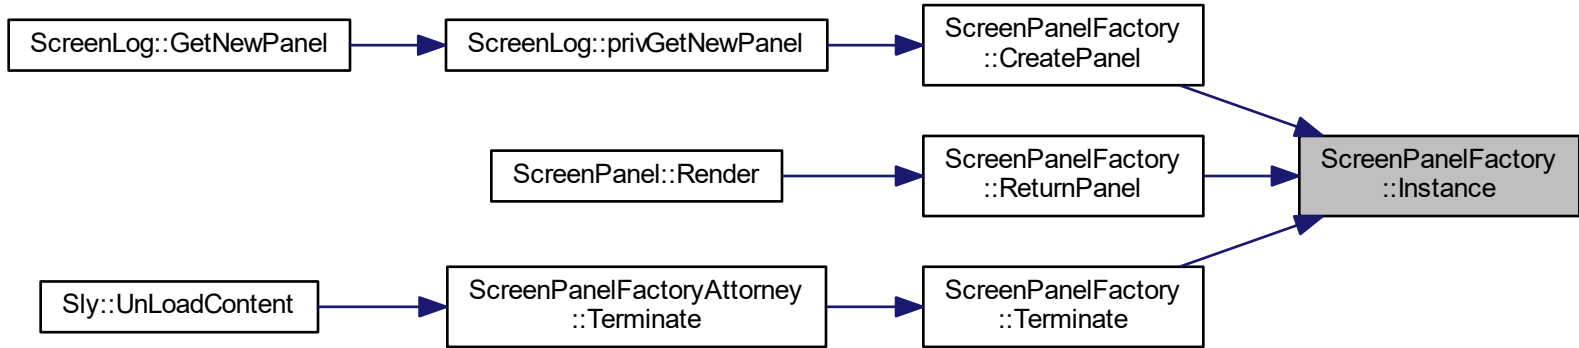 ScreenLog::GetNewPanel
ScreenLog::privGetNewPanel
ScreenPanelFactory
::CreatePanel
ScreenPanel::Render
ScreenPanelFactory
::ReturnPanel
ScreenPanelFactory
::Instance
Sly::UnLoadContent
ScreenPanelFactoryAttorney
::Terminate
ScreenPanelFactory
::Terminate